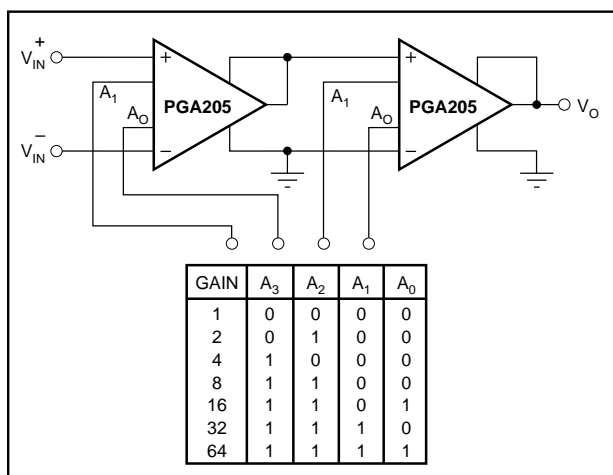 V+IN
A1
AO
PGA205
+
–
V–IN
A1
AO
PGA205
+
–
VO
GAIN A3 A2 A1 A0
1 0 0 0 0
2 0 1 0 0
4 1 0 0 0
8 1 1 0 0
16 1 1 0 1
32 1 1 1 0
64 1 1 1 1